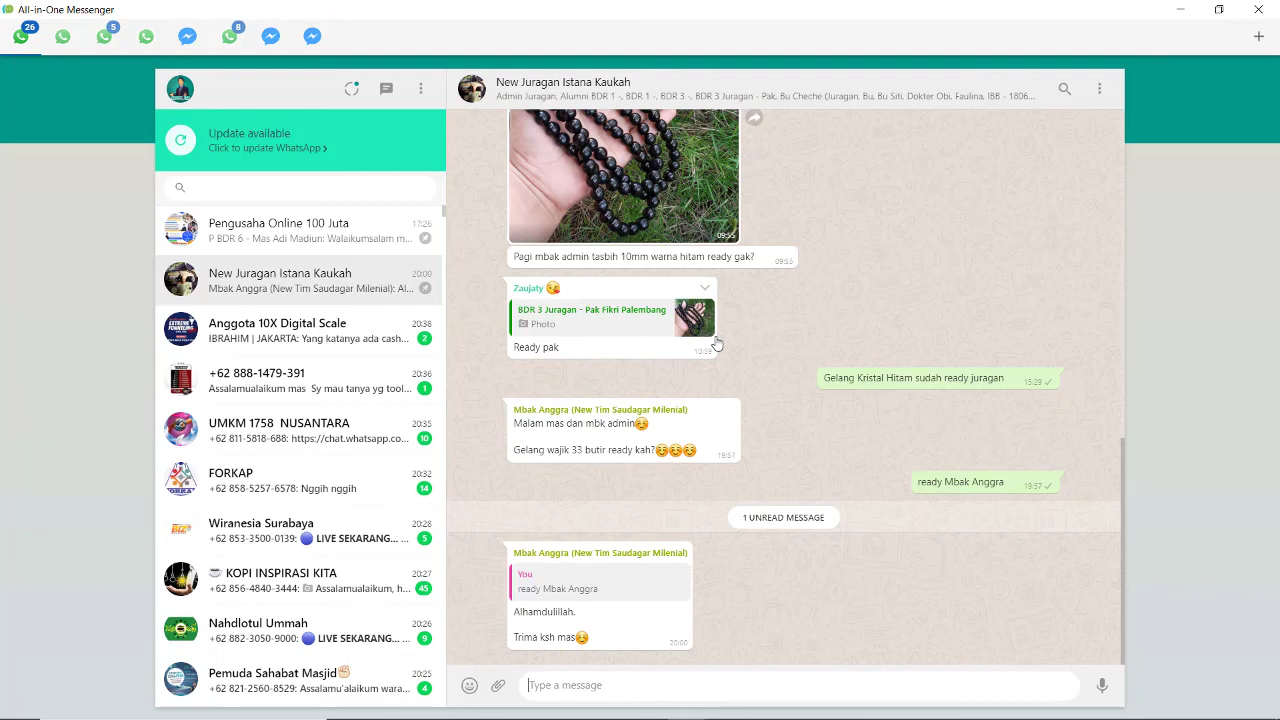 All-in-One Messenger
26
5
8
New Juragan Istana Kaukah
Admin Juragan, Alumni BDR 1 -, BDR 1 -, BDR 3 -, BDR 3 Juragan - Pak, Bu Cheche (Juragan, Bu, Bu Siti, Dokter Obi, Faulina, IBB - 1806...
Update available
Click to update WhatsApp
Pengusaha Online 100 Juta 17:26
P BDR 6 - Mas Adi Madiun: Walaikumsalam m...
New Juragan Istana Kaukah 20:00
Mbak Anggra (New Tim Saudagar Milenial): Al...
Anggota 10X Digital Scale 20:38
IBRAHIM | JAKARTA: Yang katanya ada cash... 2
+62 888-1479-391 20:36
Assalamualaikum mas Sy mau tanya yg tool... 1
UMKM 1758 NUSANTARA 20:35
+62 811-5818-688: https://chat.whatsapp.co... 10
FORKAP 20:32
+62 858-5257-6578: Nggih nggih 14
Wiranesia Surabaya 20:28
+62 853-3500-0139: 🔵 LIVE SEKARANG... ... 5
☕ KOPI INSPIRASI KITA 20:27
+62 856-4840-3444: Assalamualaikum, h... 45
Nahdlotul Ummah 20:26
+62 882-3050-9000: 🔵 LIVE SEKARANG... ... 9
Pemuda Sahabat Masjid✊🏻 20:25
+62 821-2560-8529: Assalamu'alaikum wara... 4
09:55
Pagi mbak admin tasbih 10mm warna hitam ready gak? 09:55
Zaujaty 😘
BDR 3 Juragan - Pak Fikri Palembang
Photo
Ready pak 10:59
Gelang Kristal Hitam sudah ready juragan 15:29
Mbak Anggra (New Tim Saudagar Milenial)
Malam mas dan mbk admin☺️
Gelang wajik 33 butir ready kah?☺️☺️☺️ 19:57
ready Mbak Anggra 19:57
1 UNREAD MESSAGE
Mbak Anggra (New Tim Saudagar Milenial)
You
ready Mbak Anggra
Alhamdulillah.
Trima ksh mas☺️ 20:00
Type a message